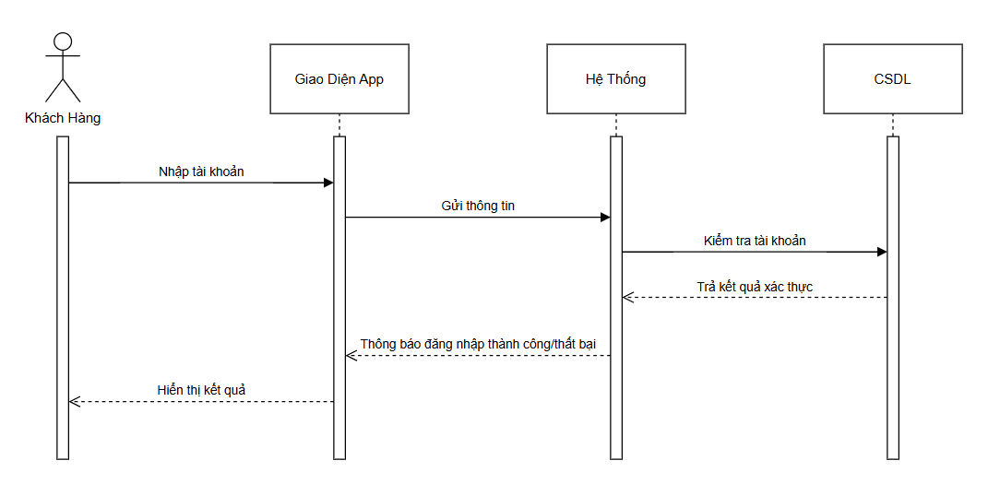 Khách Hàng
Giao Diện App
Hệ Thống
CSDL
Nhập tài khoản
Gửi thông tin
Kiểm tra tài khoản
Trả kết quả xác thực
Thông báo đăng nhập thành công/thất bại
Hiển thị kết quả